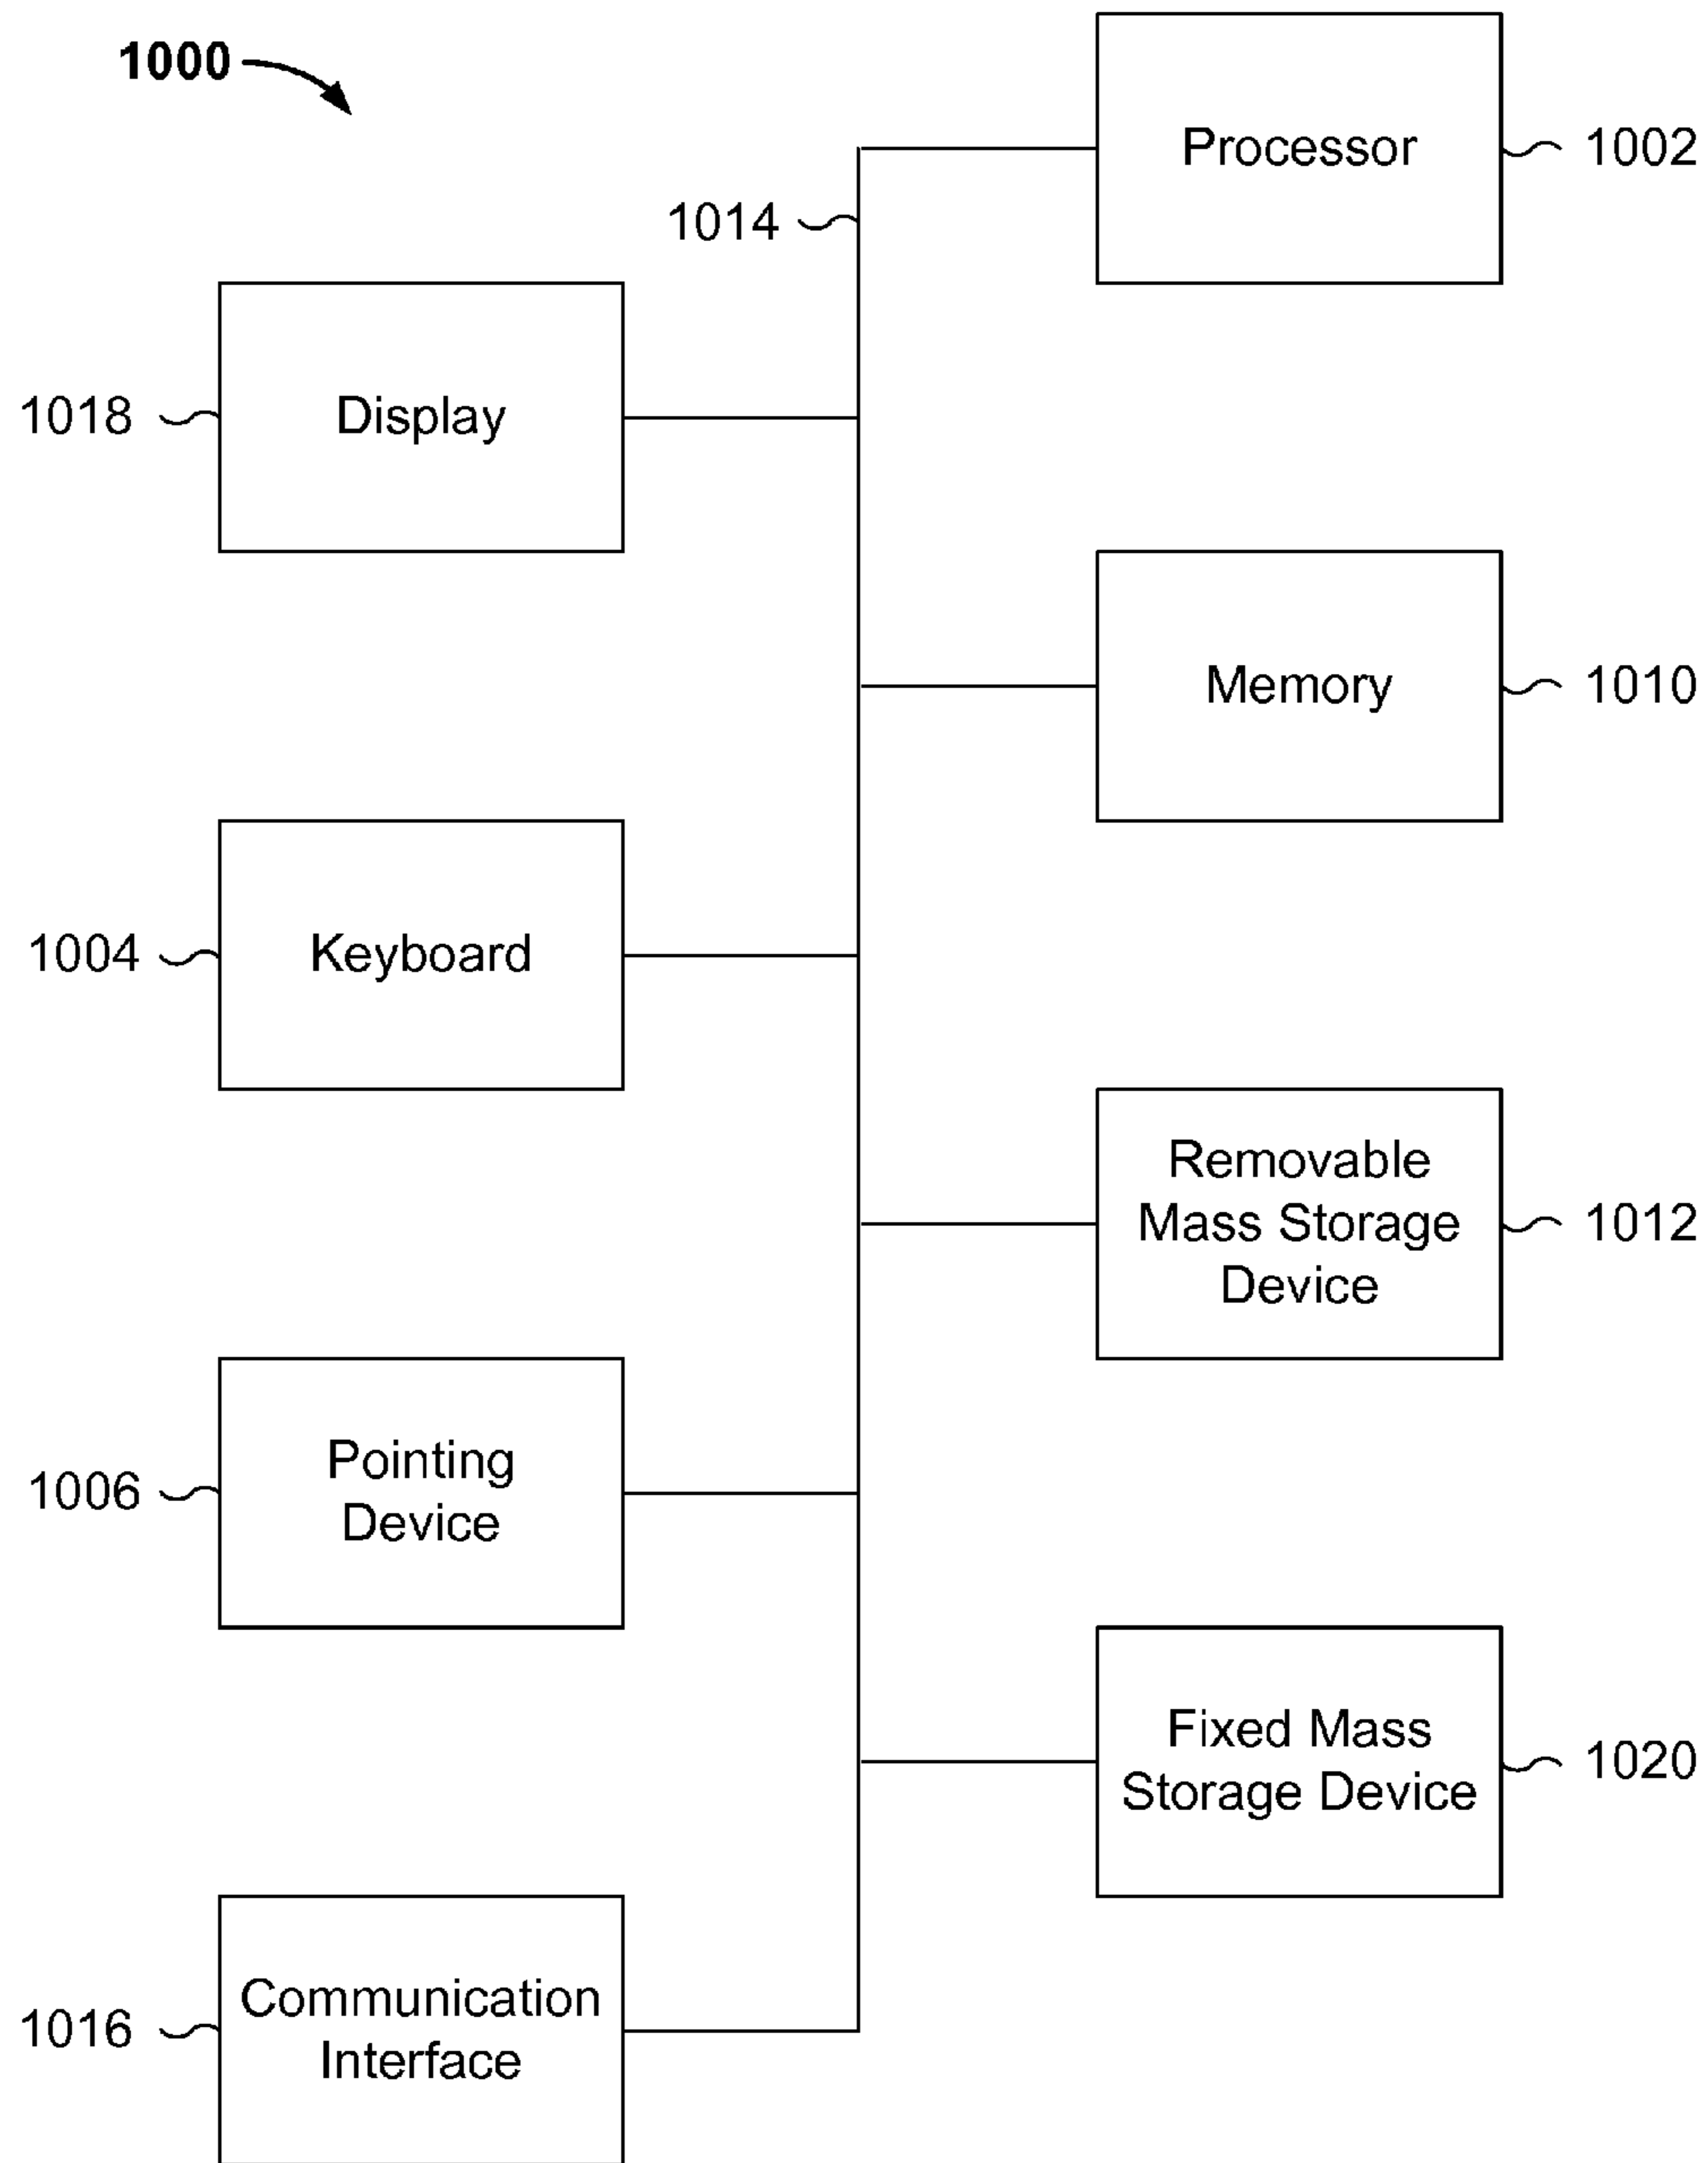 1000
Processor
1002
1014
Display
1018
Memory
1010
Keyboard
1004
Removable
Mass Storage
Device
1012
Pointing
Device
1006
Fixed Mass
Storage Device
1020
Communication
Interface
1016